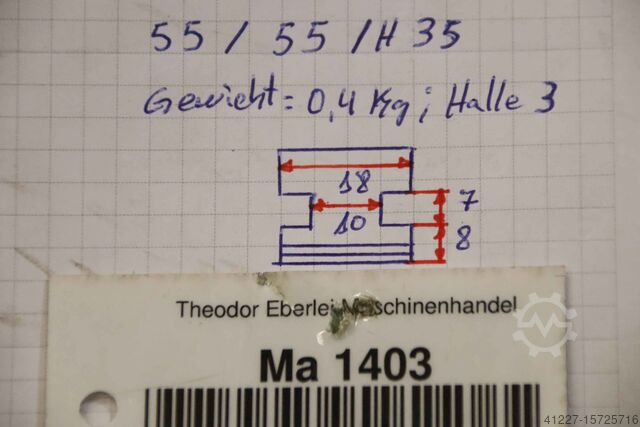 55 / 55 / H 35
Gewicht = 0,4 Kg ; Halle 3
18
7
10
8
Theodor Eberlei Maschinenhandel
Ma 1403
41227-15725716